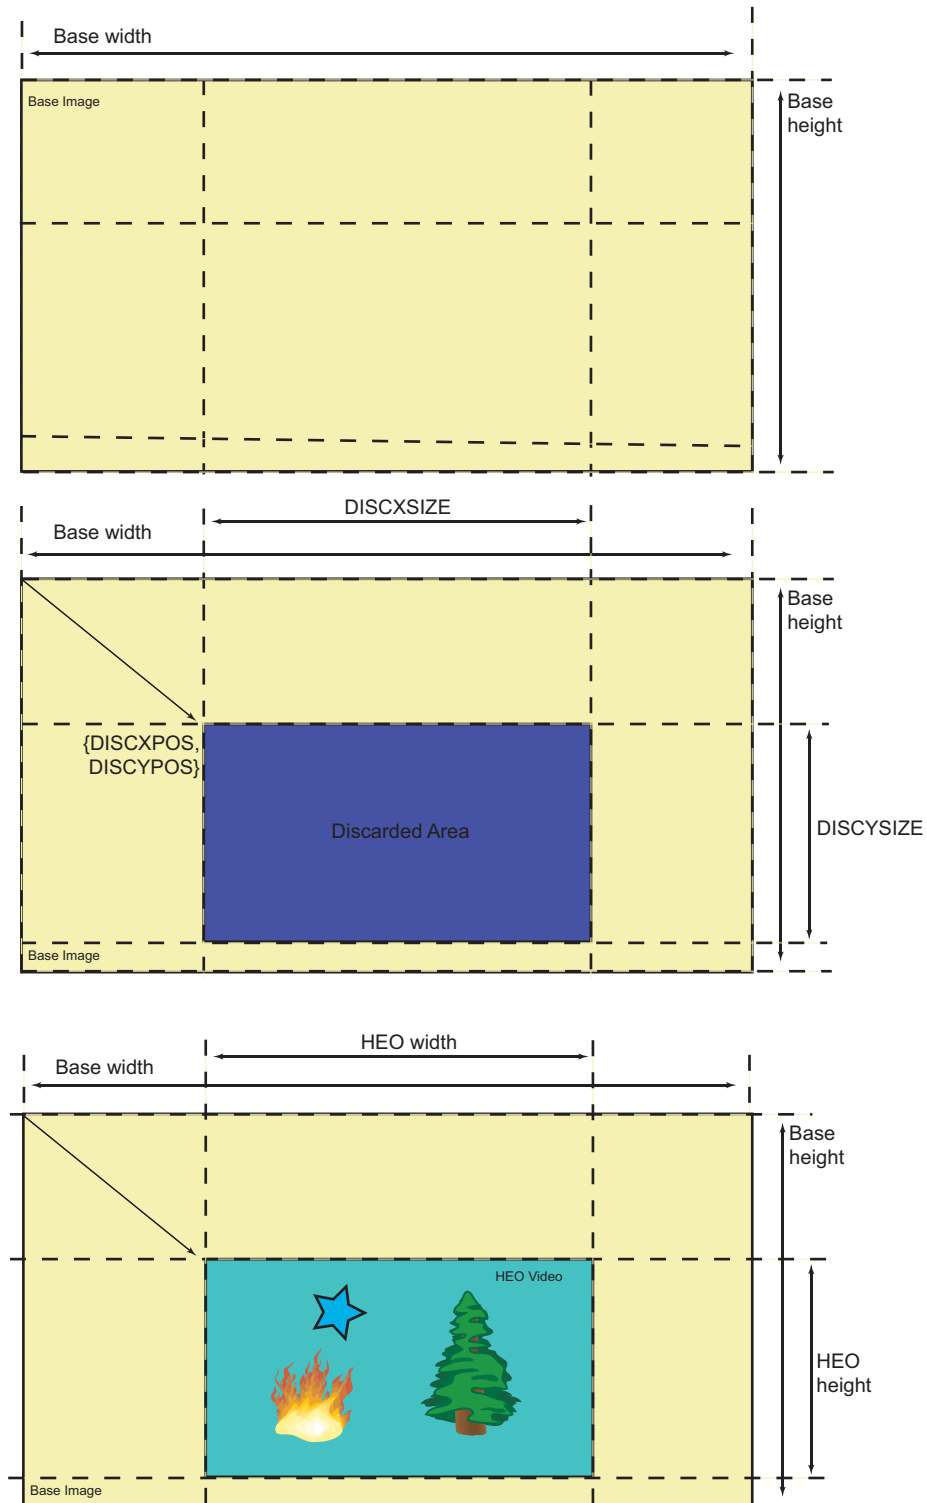 Base width
Base Image
Base
height
DISCXSIZE
Base width
Base
height
{DISCXPOS,
DISCYPOS}
Discarded Area
DISCYSIZE
Base Image
HEO width
Base width
Base
height
HEO Video
HEO
height
Base Image